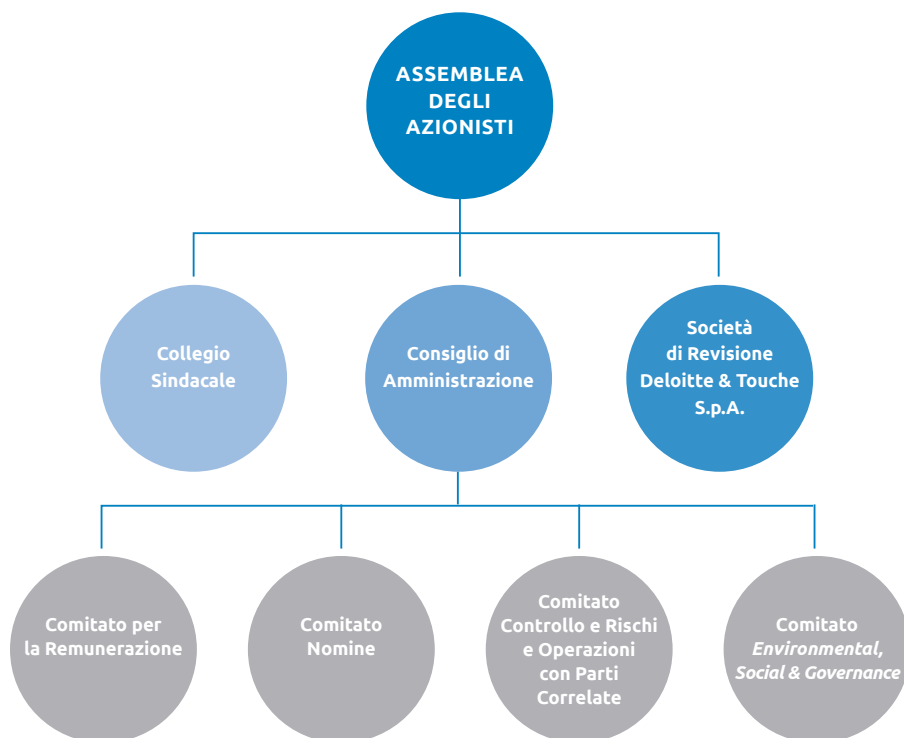 ASSEMBLEA
DEGLI
AZIONISTI
Collegio
Sindacale
Consiglio di
Amministrazione
Società
di Revisione
Deloitte & Touche
S.p.A.
Comitato per
la Remunerazione
Comitato
Nomine
Comitato
Controllo e Rischi
e Operazioni
con Parti
Correlate
Comitato
Environmental,
Social & Governance